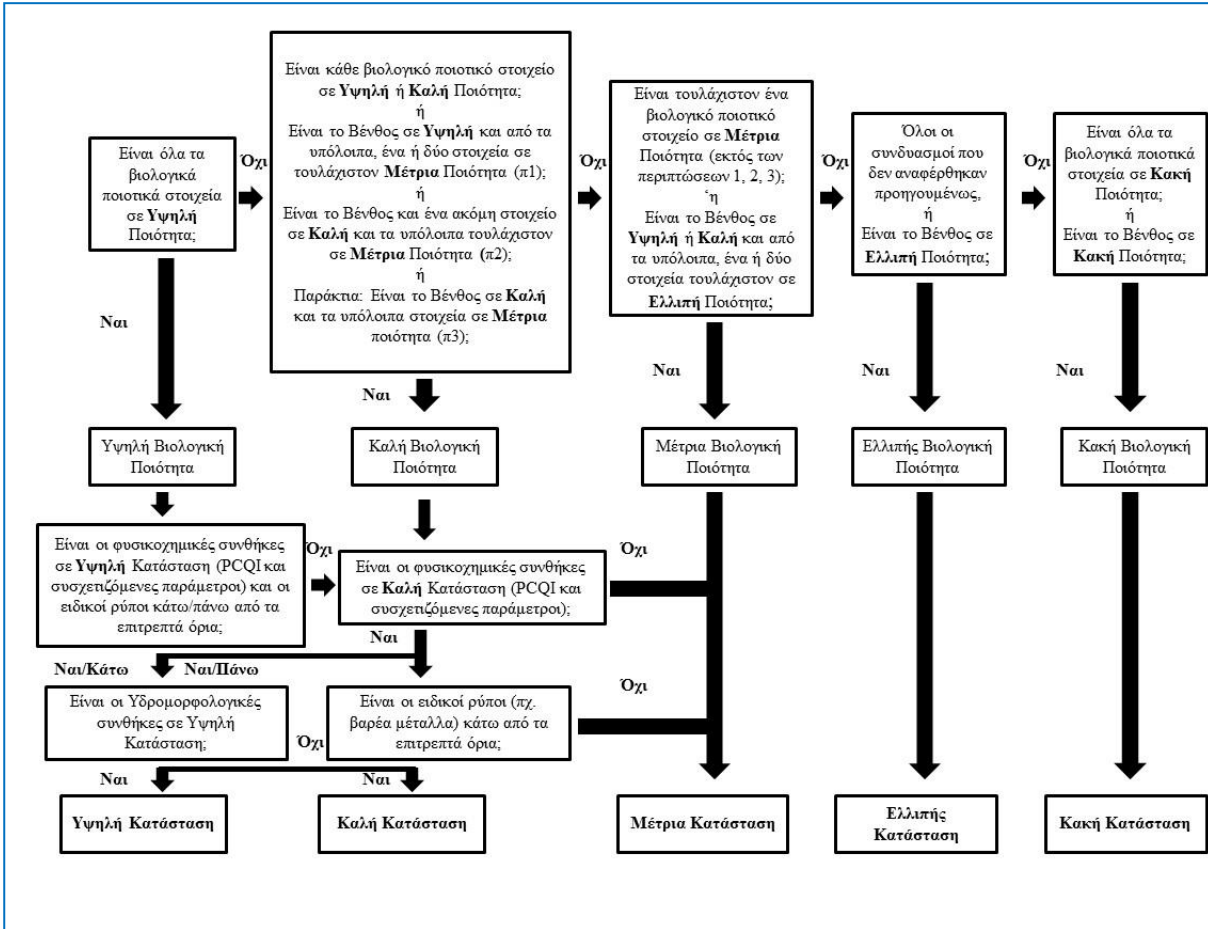 Είναι όλα τα
βιολογικά
ποιοτικά στοιχεία
σε Υψηλή
Ποιότητα;
Όχι
Είναι κάθε βιολογικό ποιοτικό στοιχείο
σε Υψηλή ή Καλή Ποιότητα;
ή
Είναι το Βένθος σε Υψηλή και από τα
υπόλοιπα, ένα ή δύο στοιχεία σε
τουλάχιστον Μέτρια Ποιότητα (π1);
ή
Είναι το Βένθος και ένα ακόμη στοιχείο
σε Καλή και τα υπόλοιπα τουλάχιστον
σε Μέτρια Ποιότητα (π2);
ή
Παράκτια: Είναι το Βένθος σε Καλή
και τα υπόλοιπα στοιχεία σε Μέτρια
ποιότητα (π3);
Όχι
Είναι τουλάχιστον ένα
βιολογικό ποιοτικό
στοιχείο σε Μέτρια
Ποιότητα (εκτός των
περιπτώσεων 1, 2, 3);
‘η
Είναι το Βένθος σε
Υψηλή ή Καλή και από
τα υπόλοιπα, ένα ή δύο
στοιχεία τουλάχιστον σε
Ελλιπή Ποιότητα;
Όχι
Όλοι οι
συνδυασμοί που
δεν αναφέρθηκαν
προηγουμένως,
ή
Είναι το Βένθος σε
Ελλιπή Ποιότητα;
Όχι
Είναι όλα τα
βιολογικά ποιοτικά
στοιχεία σε Κακή
Ποιότητα;
ή
Είναι το Βένθος σε
Κακή Ποιότητα;
Ναι
Ναι
Ναι
Ναι
Ναι
Υψηλή Βιολογική
Ποιότητα
Καλή Βιολογική
Ποιότητα
Μέτρια Βιολογική
Ποιότητα
Ελλιπής Βιολογική
Ποιότητα
Κακή Βιολογική
Ποιότητα
Είναι οι φυσικοχημικές συνθήκες
σε Υψηλή Κατάσταση (PCQI και
συσχετιζόμενες παράμετροι) και οι
ειδικοί ρύποι κάτω/πάνω από τα
επιτρεπτά όρια;
Όχι
Είναι οι φυσικοχημικές συνθήκες
σε Καλή Κατάσταση (PCQI και
συσχετιζόμενες παράμετροι);
Όχι
Ναι
Ναι/Κάτω
Ναι/Πάνω
Είναι οι Υδρομορφολογικές
συνθήκες σε Υψηλή
Κατάσταση;
Όχι
Είναι οι ειδικοί ρύποι (πχ.
βαρέα μέταλλα) κάτω από τα
επιτρεπτά όρια;
Όχι
Ναι
Ναι
Υψηλή Κατάσταση
Καλή Κατάσταση
Μέτρια Κατάσταση
Ελλιπής
Κατάσταση
Κακή Κατάσταση